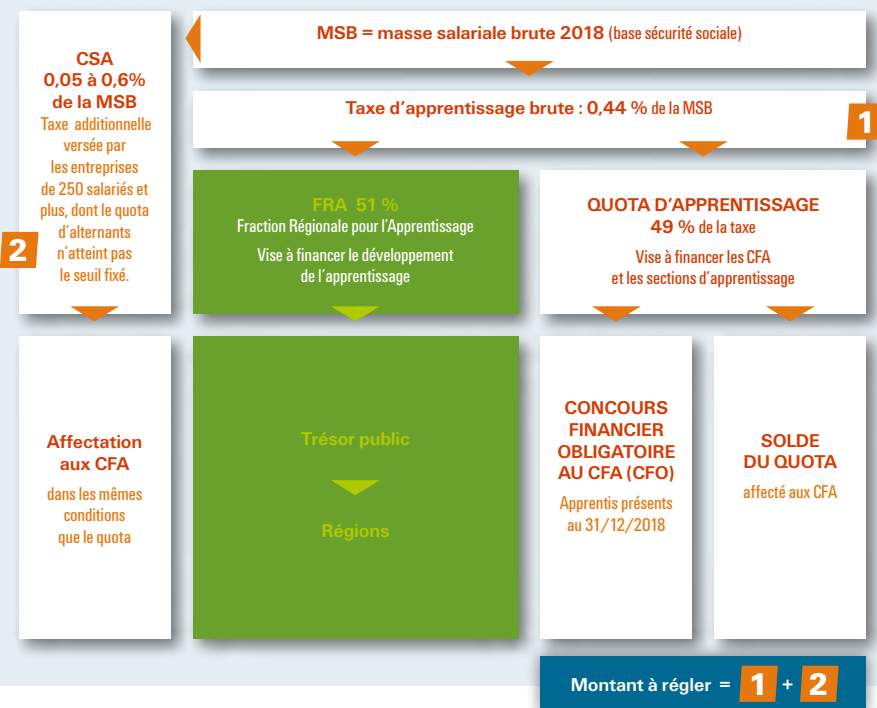 MSB = masse salariale brute 2018 (base sécurité sociale)
Taxe d'apprentissage brute : 0,44 % de la MSB
1
CSA
0,05 à 0,6%
de la MSB
Taxe additionnelle
versée par
les entreprises
de 250 salariés et
plus, dont le quota
d'alternants
n'atteint pas
le seuil fixé.
2
FRA 51 %
Fraction Régionale pour l'Apprentissage
Vise à financer le développement
de l'apprentissage
QUOTA D'APPRENTISSAGE
49 % de la taxe
Vise à financer les CFA
et les sections d'apprentissage
Affectation
aux CFA
dans les mêmes
conditions
que le quota
Trésor public
Régions
CONCOURS
FINANCIER
OBLIGATOIRE
AU CFA (CFO)
Apprentis présents
au 31/12/2018
SOLDE
DU QUOTA
affecté aux CFA
Montant à régler = 1 + 2